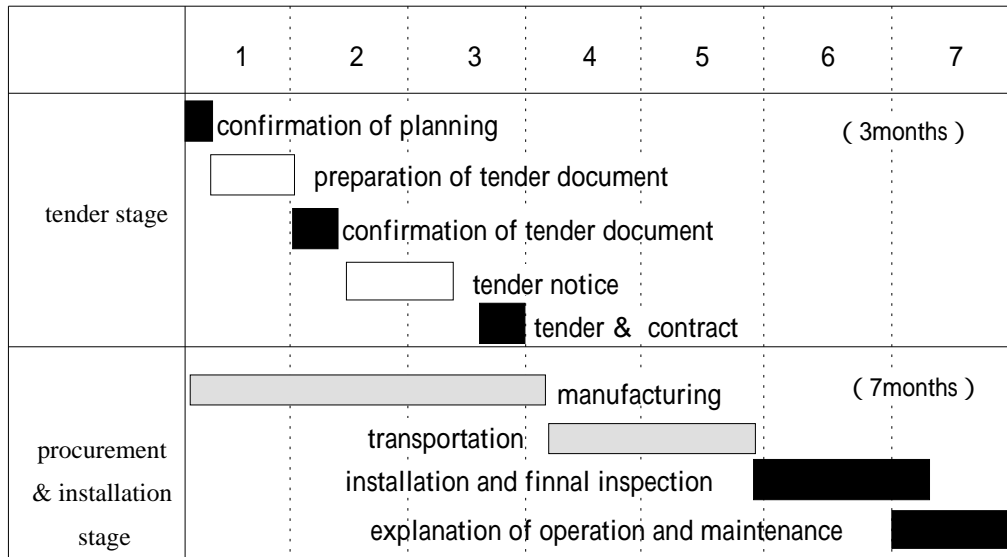 1 2 3 4 5 6 7
confirmation of planning
( 3months )
preparation of tender document
tender stage
confirmation of tender document
tender notice
tender & contract
manufacturing
( 7months )
transportation
procurement
& installation
stage
installation and finnal inspection
explanation of operation and maintenance